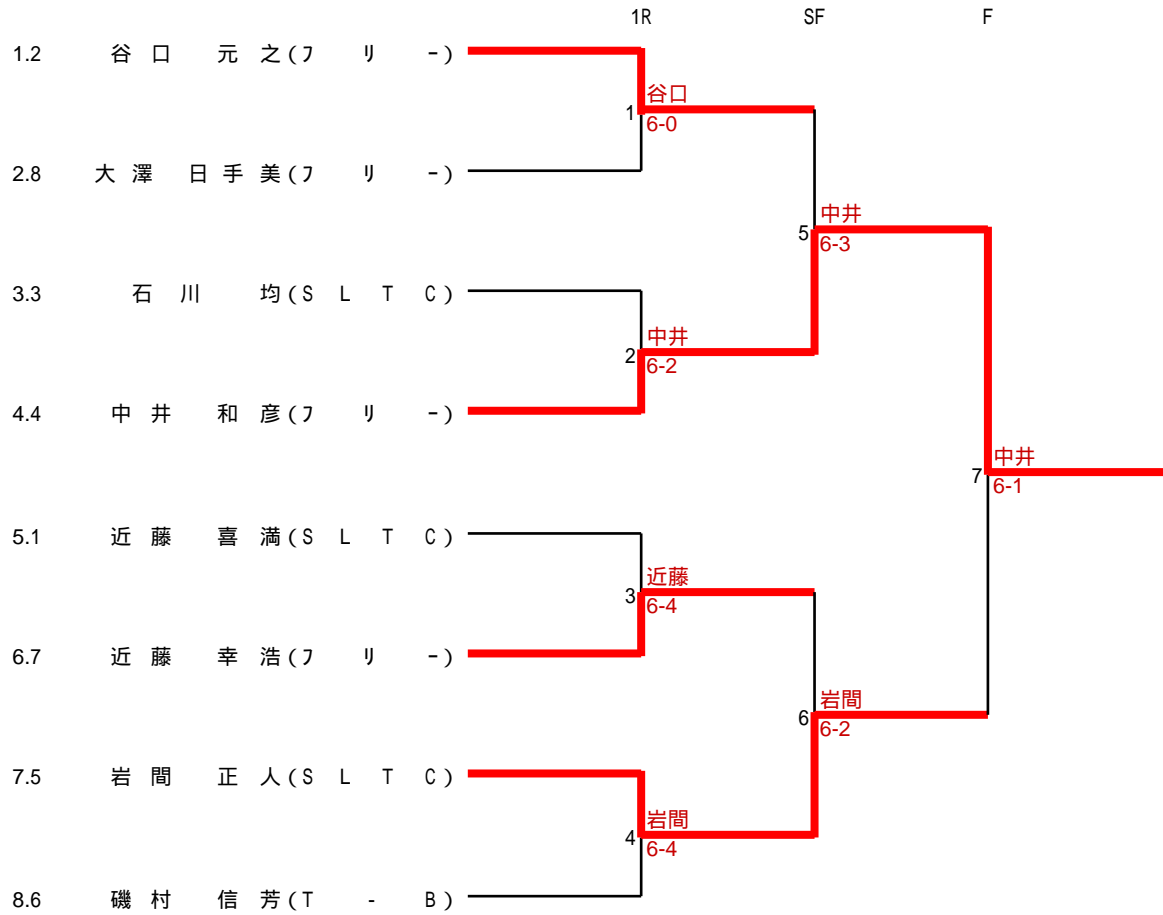 1R SF F
1.2 谷口 元之(フリー)
谷口
1
6-0
2.8 大澤 日手美(フリー)
中井
5
6-3
3.3 石川 均(SLTC)
中井
2
6-2
4.4 中井 和彦(フリー)
中井
7
6-1
5.1 近藤 喜満(SLTC)
近藤
3
6-4
6.7 近藤 幸浩(フリー)
岩間
6
6-2
7.5 岩間 正人(SLTC)
岩間
4
6-4
8.6 磯村 信芳(T-B)